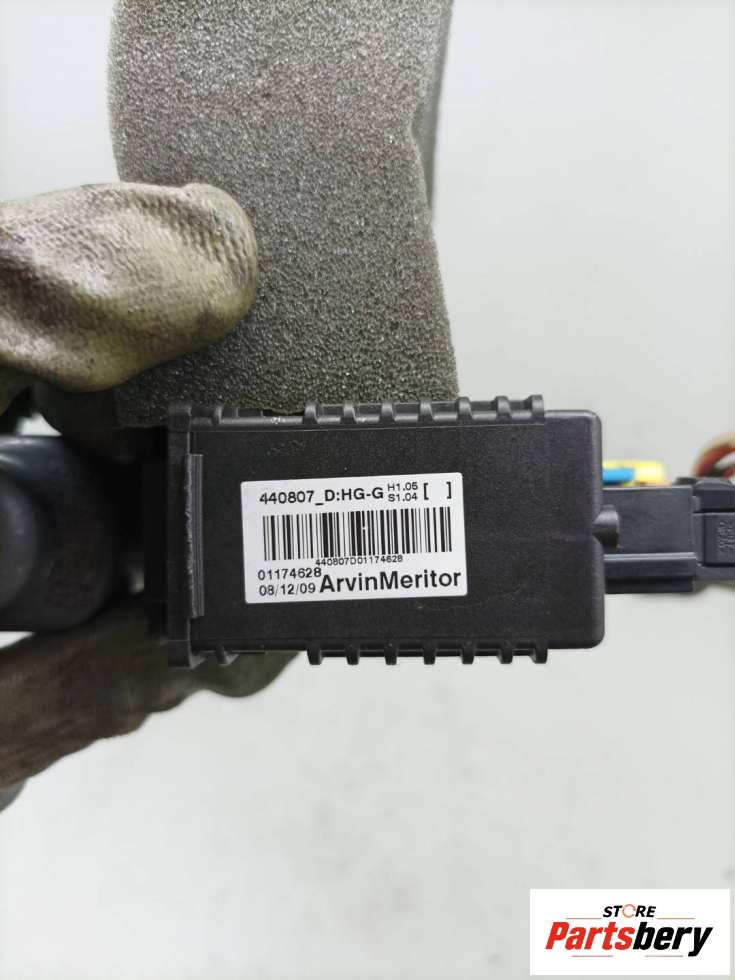 440807_D:HG-G H1.05 S1.04 [ ]
440807D01174628
01174628
08/12/09 ArvinMeritor
STORE
Partsbery